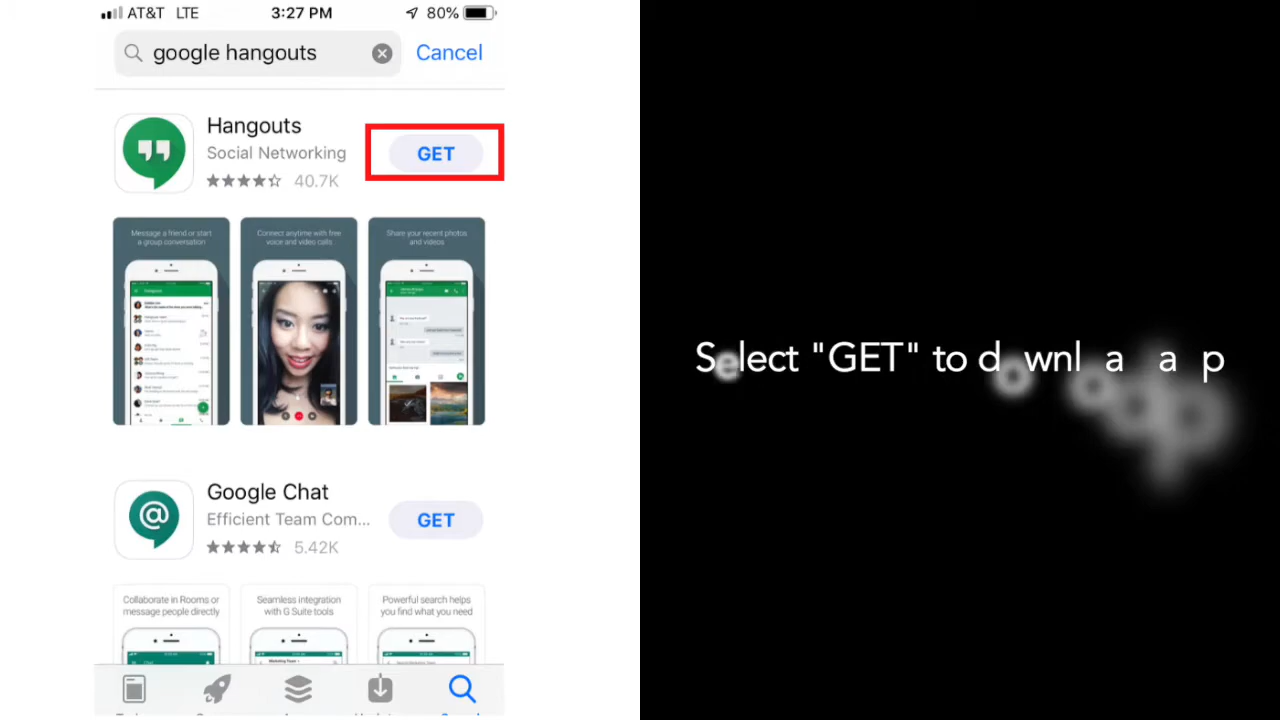 AT&T LTE 3:27 PM 80%
google hangouts Cancel
Hangouts
Social Networking
GET
40.7K
Message a friend or start
a group conversation
Connect anytime with free
voice and video calls
Share your recent photos
and videos
Google Chat
Efficient Team Com...
GET
5.42K
Collaborate in Rooms or
message people directly
Seamless integration
with G Suite tools
Powerful search helps
you find what you need
Chat
Select "GET" to